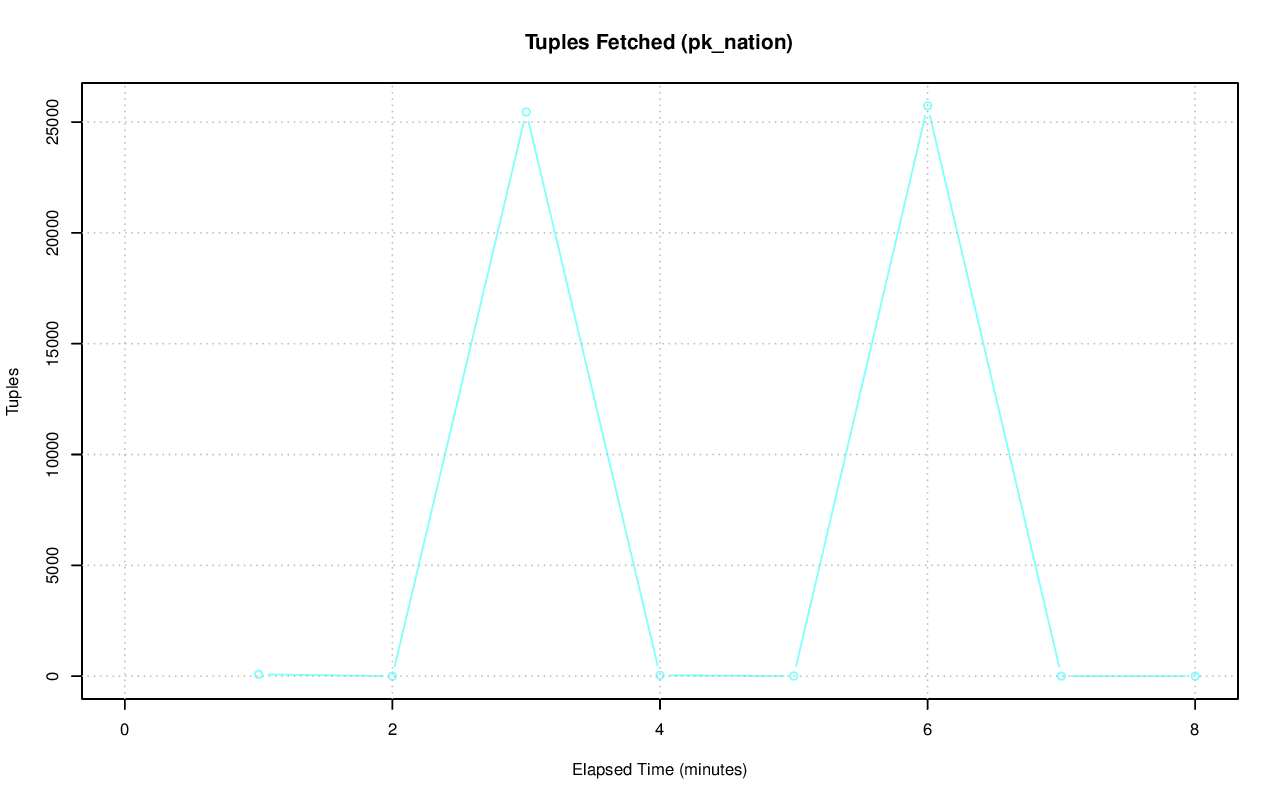 Tuples Fetched (pk_nation)
25000
20000
15000
10000
5000
0
Tuples
0 2 4 6 8
Elapsed Time (minutes)